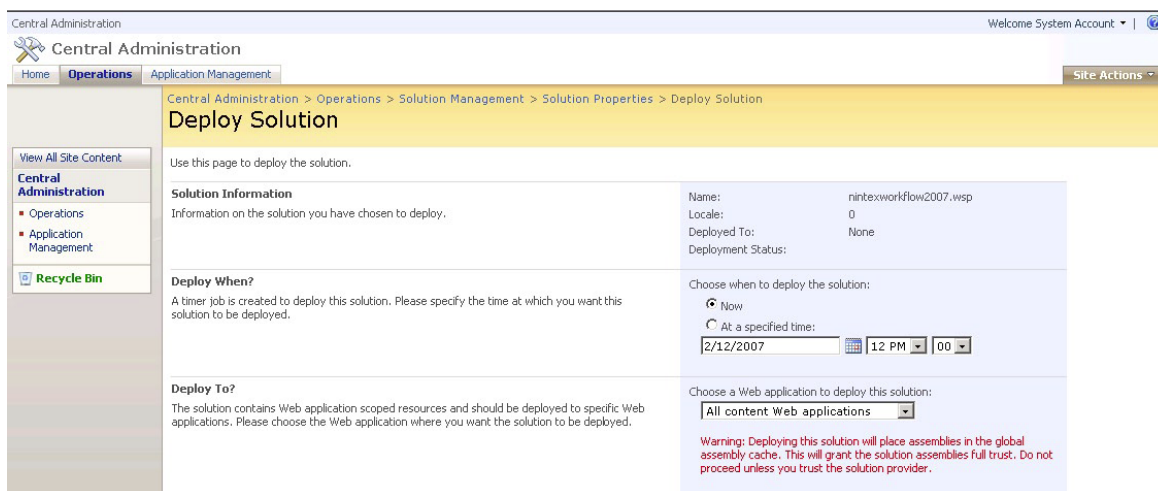 Central Administration
Welcome System Account
Central Administration
Home
Operations
Application Management
Site Actions
Central Administration > Operations > Solution Management > Solution Properties > Deploy Solution
Deploy Solution
View All Site Content
Central
Administration
Operations
Application
Management
Recycle Bin
Use this page to deploy the solution.
Solution Information
Information on the solution you have chosen to deploy.
Name: nintexworkflow2007.wsp
Locale: 0
Deployed To: None
Deployment Status:
Deploy When?
A timer job is created to deploy this solution. Please specify the time at which you want this
solution to be deployed.
Choose when to deploy the solution:
Now
At a specified time:
2/12/2007 12 PM 00
Deploy To?
The solution contains Web application scoped resources and should be deployed to specific Web
applications. Please choose the Web application where you want the solution to be deployed.
Choose a Web application to deploy this solution:
All content Web applications
Warning: Deploying this solution will place assemblies in the global
assembly cache. This will grant the solution assemblies full trust. Do not
proceed unless you trust the solution provider.